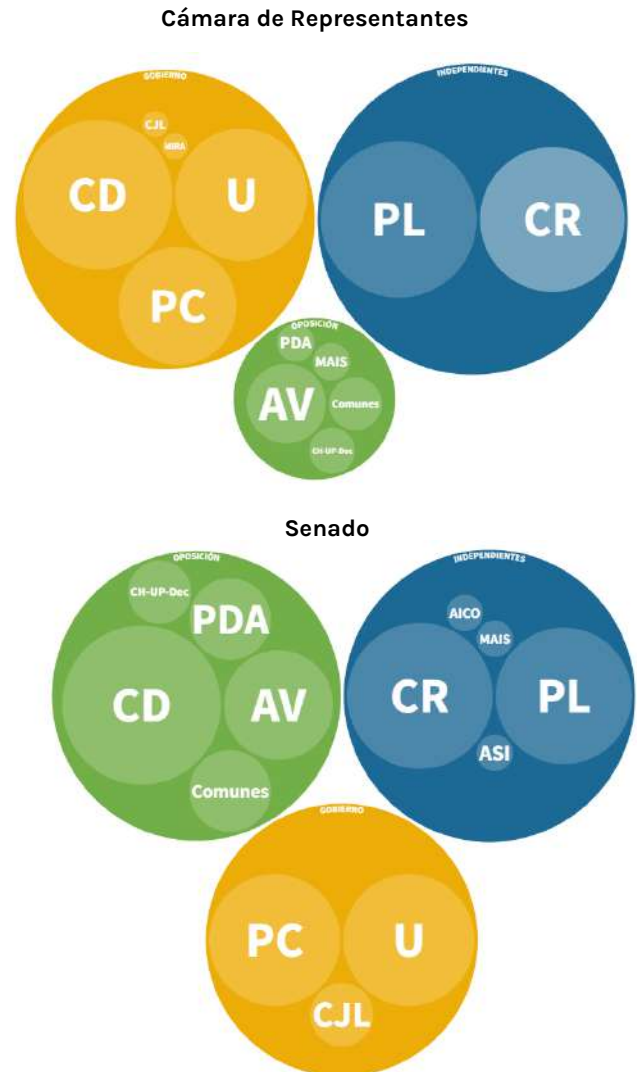 Cámara de Representantes
GOBIERNO
CJL
MIRA
CD
U
PC
INDEPENDIENTES
PL
CR
OPOSICIÓN
PDA
MAIS
AV
Comunes
CH-UP-Dec
Senado
OPOSICIÓN
CH-UP-Dec
PDA
CD
AV
Comunes
INDEPENDIENTES
AICO
MAIS
CR
PL
ASI
GOBIERNO
PC
U
CJL